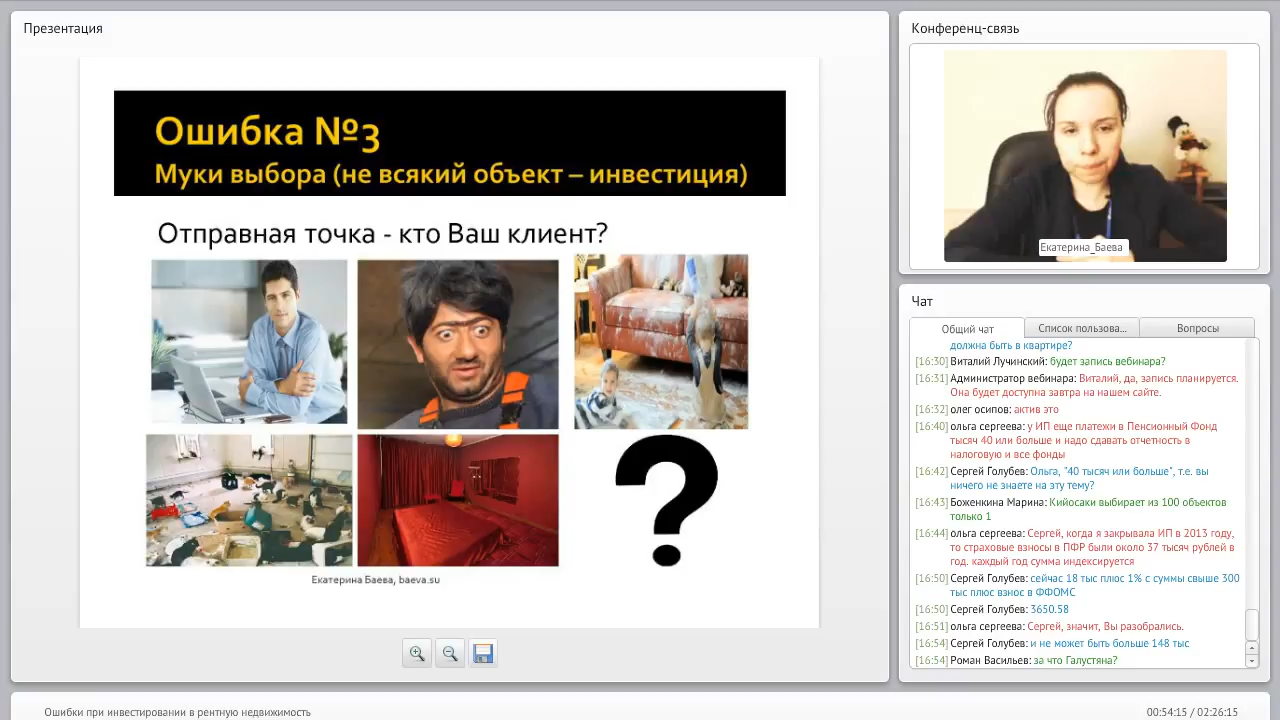 Презентация
Ошибка №3
Муки выбора (не всякий объект – инвестиция)
Отправная точка - кто Ваш клиент?
Екатерина Баева, baeva.su
Конференц-связь
Екатерина_Баева
Чат
Общий чат
Список пользова...
Вопросы
должна быть в квартире?
[16:30] Виталий Лучинский: будет запись вебинара?
[16:31] Администратор вебинара: Виталий, да, запись планируется.
Она будет доступна завтра на нашем сайте.
[16:32] олег осипов: актив это
[16:40] ольга сергеева: у ИП еще платежи в Пенсионный Фонд
тысяч 40 или больше и надо сдавать отчетность в
налоговую и все фонды
[16:42] Сергей Голубев: Ольга, "40 тысяч или больше", т.е. вы
ничего не знаете на эту тему?
[16:43] Боженкина Марина: Кийосаки выбирает из 100 объектов
только 1
[16:44] ольга сергеева: Сергей, когда я закрывала ИП в 2013 году,
то страховые взносы в ПФР были около 37 тысяч рублей в
год. каждый год сумма индексируется
[16:50] Сергей Голубев: сейчас 18 тыс плюс 1% с суммы свыше 300
тыс плюс взнос в ФФОМС
[16:50] Сергей Голубев: 3650.58
[16:51] ольга сергеева: Сергей, значит, Вы разобрались.
[16:54] Сергей Голубев: и не может быть больше 148 тыс
[16:54] Роман Васильев: за что Галустяна?
Ошибки при инвестировании в рентную недвижимость
00:54:15 / 02:26:15